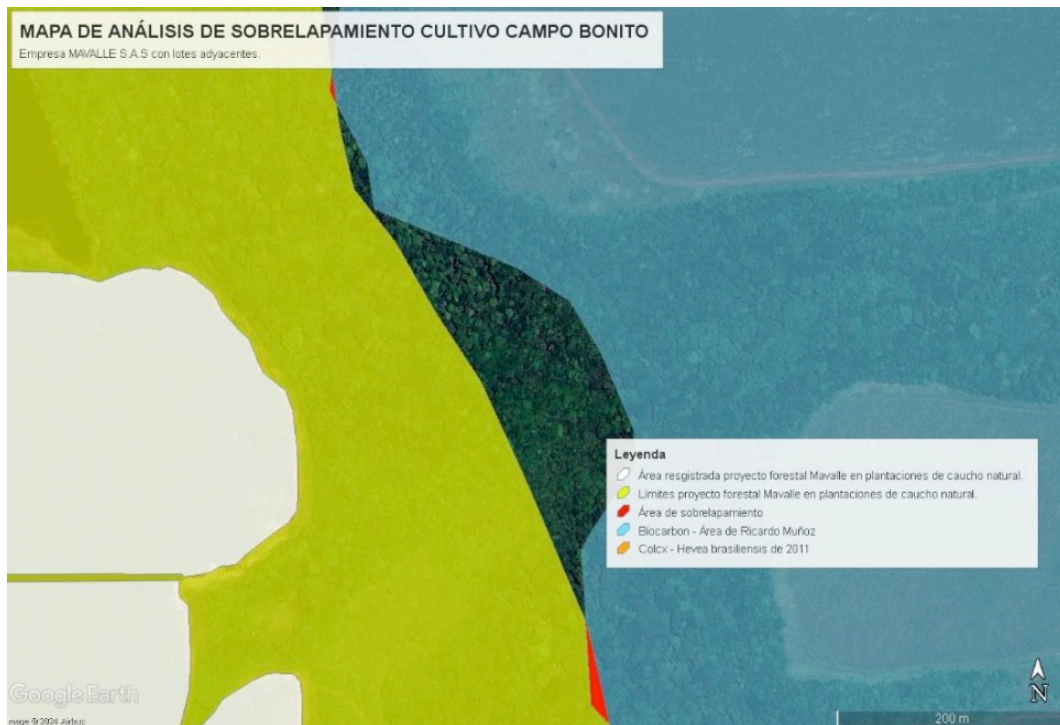 MAPA DE ANÁLISIS DE SOBRELAPAMIENTO CULTIVO CAMPO BONITO
Empresa MAVALLE S.A.S con lotes adyacentes.
Leyenda
Área resgistrada proyecto forestal Mavalle en plantaciones de caucho natural.
Limites proyecto forestal Mavalle en plantaciones de caucho natural.
Área de sobrelapamiento
Biocarbon - Área de Ricardo Muñoz
Colcx - Hevea brasiliensis de 2011
N
Google Earth
200 m
Image © 2024 Airbus